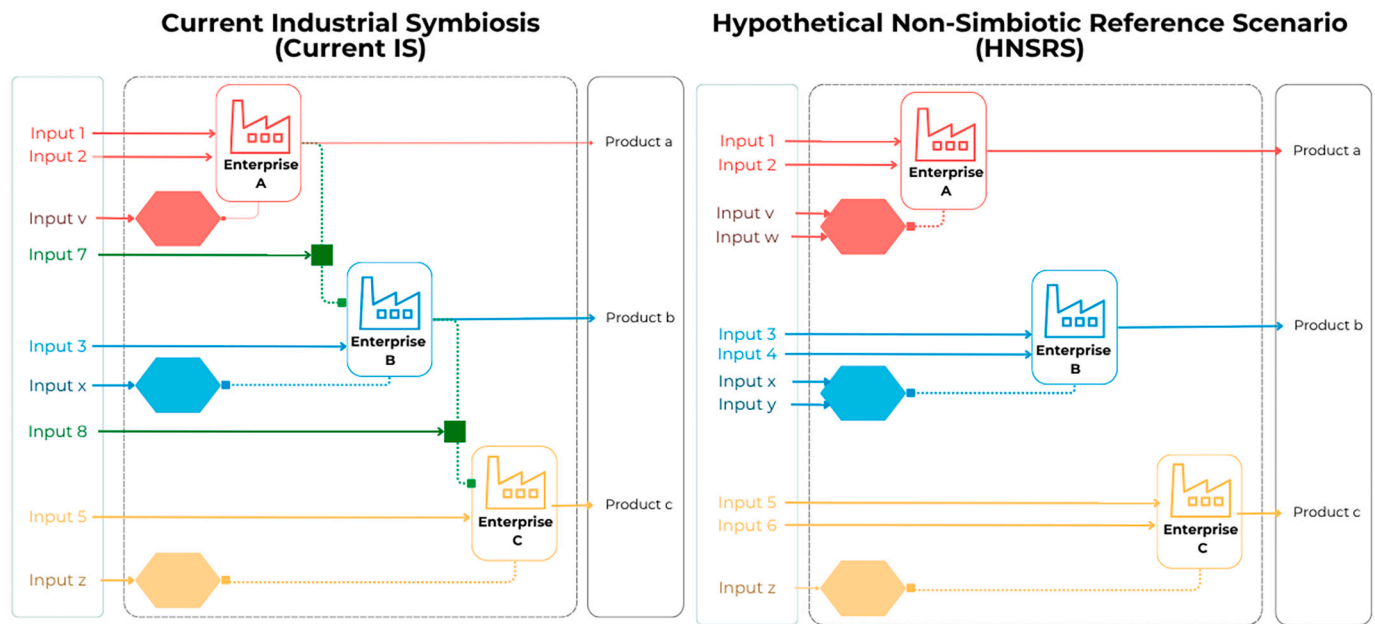 Current Industrial Symbiosis
(Current IS)
Input 1
Input 2
Input v
Input 7
Input 3
Input x
Input 8
Input 5
Input z
Enterprise
A
Enterprise
B
Enterprise
C
Product a
Product b
Product c
Hypothetical Non-Simbiotic Reference Scenario
(HNSRS)
Input 1
Input 2
Input v
Input w
Input 3
Input 4
Input x
Input y
Input 5
Input 6
Input z
Enterprise
A
Enterprise
B
Enterprise
C
Product a
Product b
Product c